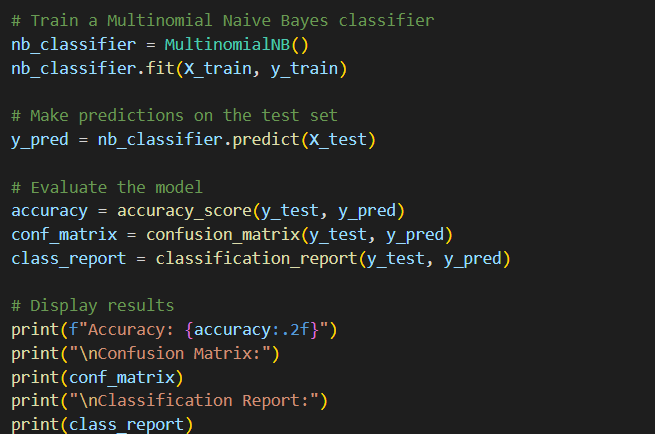 # Train a Multinomial Naive Bayes classifier
nb_classifier = MultinomialNB()
nb_classifier.fit(X_train, y_train)
# Make predictions on the test set
y_pred = nb_classifier.predict(X_test)
# Evaluate the model
accuracy = accuracy_score(y_test, y_pred)
conf_matrix = confusion_matrix(y_test, y_pred)
class_report = classification_report(y_test, y_pred)
# Display results
print(f"Accuracy: {accuracy:.2f}")
print("\nConfusion Matrix:")
print(conf_matrix)
print("\nClassification Report:")
print(class_report)